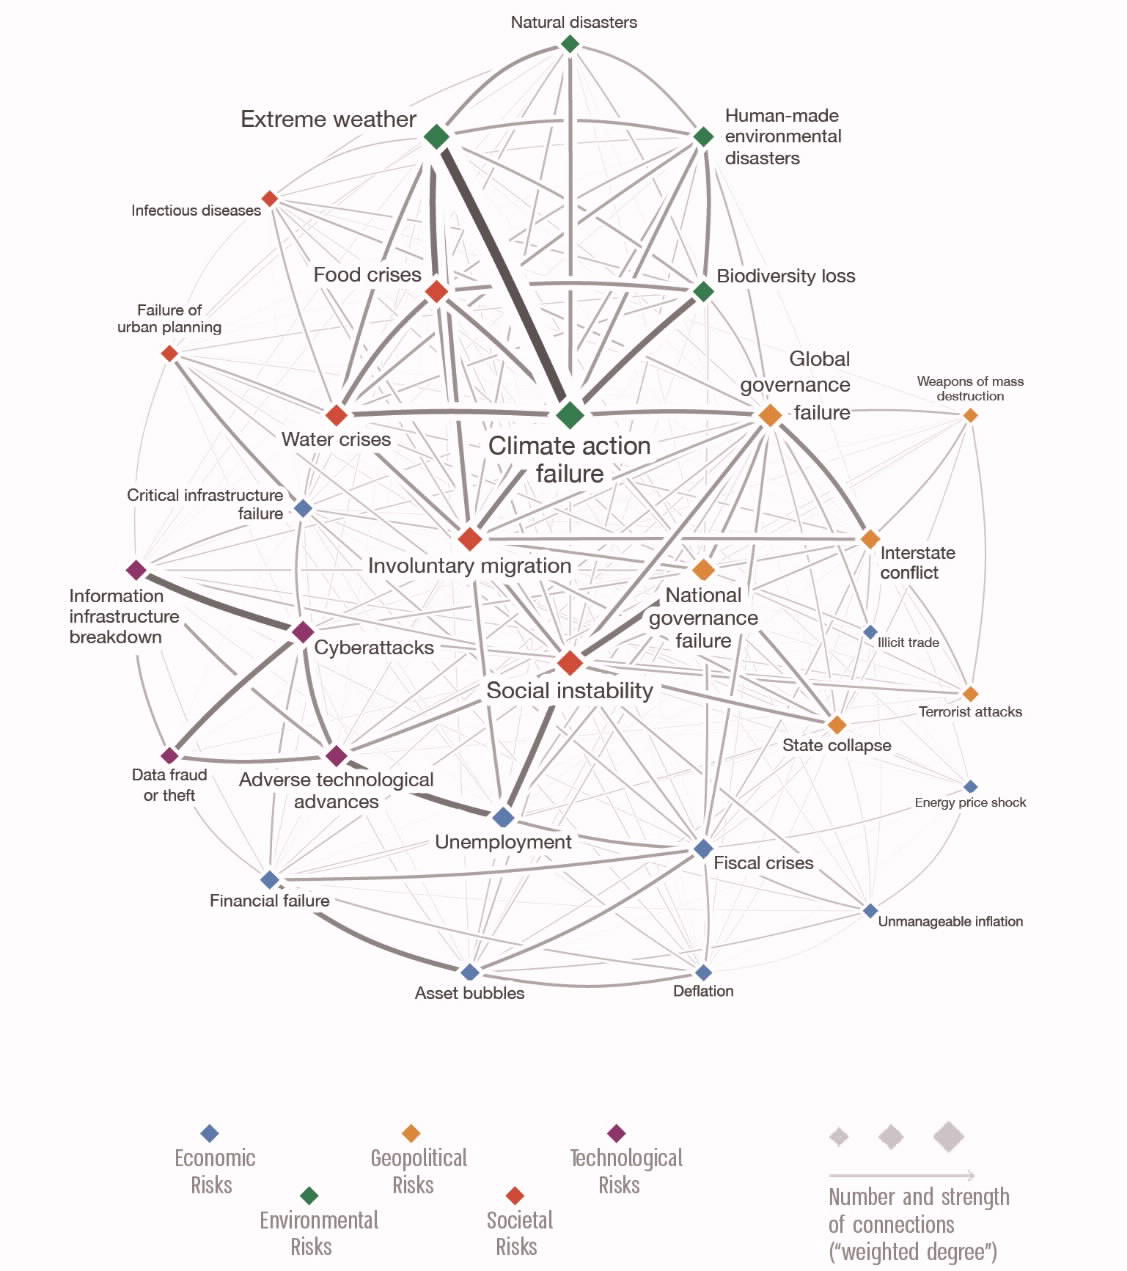 Natural disasters
Extreme weather
Human-made
environmental
disasters
Infectious diseases
Food crises
Biodiversity loss
Failure of
urban planning
Global
governance
failure
Weapons of mass
destruction
Water crises
Climate action
failure
Critical infrastructure
failure
Involuntary migration
Interstate
conflict
Information
infrastructure
breakdown
National
governance
failure
Cyberattacks
Illicit trade
Social instability
Terrorist attacks
State collapse
Data fraud
or theft
Adverse technological
advances
Energy price shock
Unemployment
Fiscal crises
Financial failure
Unmanageable inflation
Asset bubbles
Deflation
Economic
Risks
Geopolitical
Risks
Technological
Risks
Environmental
Risks
Societal
Risks
Number and strength
of connections
(“weighted degree”)